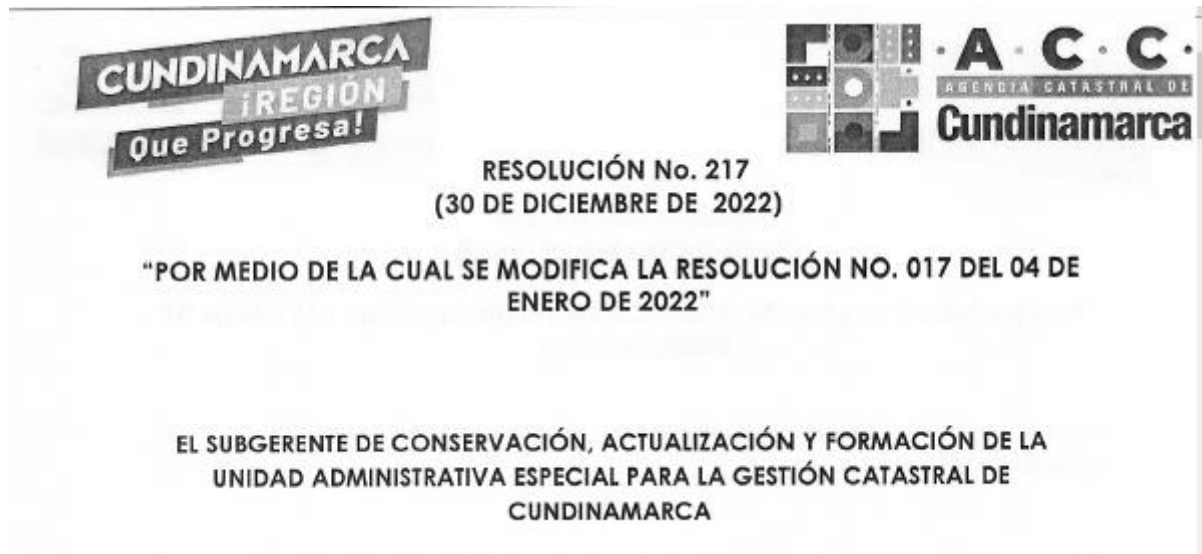 CUNDINAMARCA
¡REGIÓN
Que Progresa!
· A · C · C ·
AGENCIA CATASTRAL DE
Cundinamarca
RESOLUCIÓN No. 217
(30 DE DICIEMBRE DE 2022)
“POR MEDIO DE LA CUAL SE MODIFICA LA RESOLUCIÓN NO. 017 DEL 04 DE
ENERO DE 2022”
EL SUBGERENTE DE CONSERVACIÓN, ACTUALIZACIÓN Y FORMACIÓN DE LA
UNIDAD ADMINISTRATIVA ESPECIAL PARA LA GESTIÓN CATASTRAL DE
CUNDINAMARCA